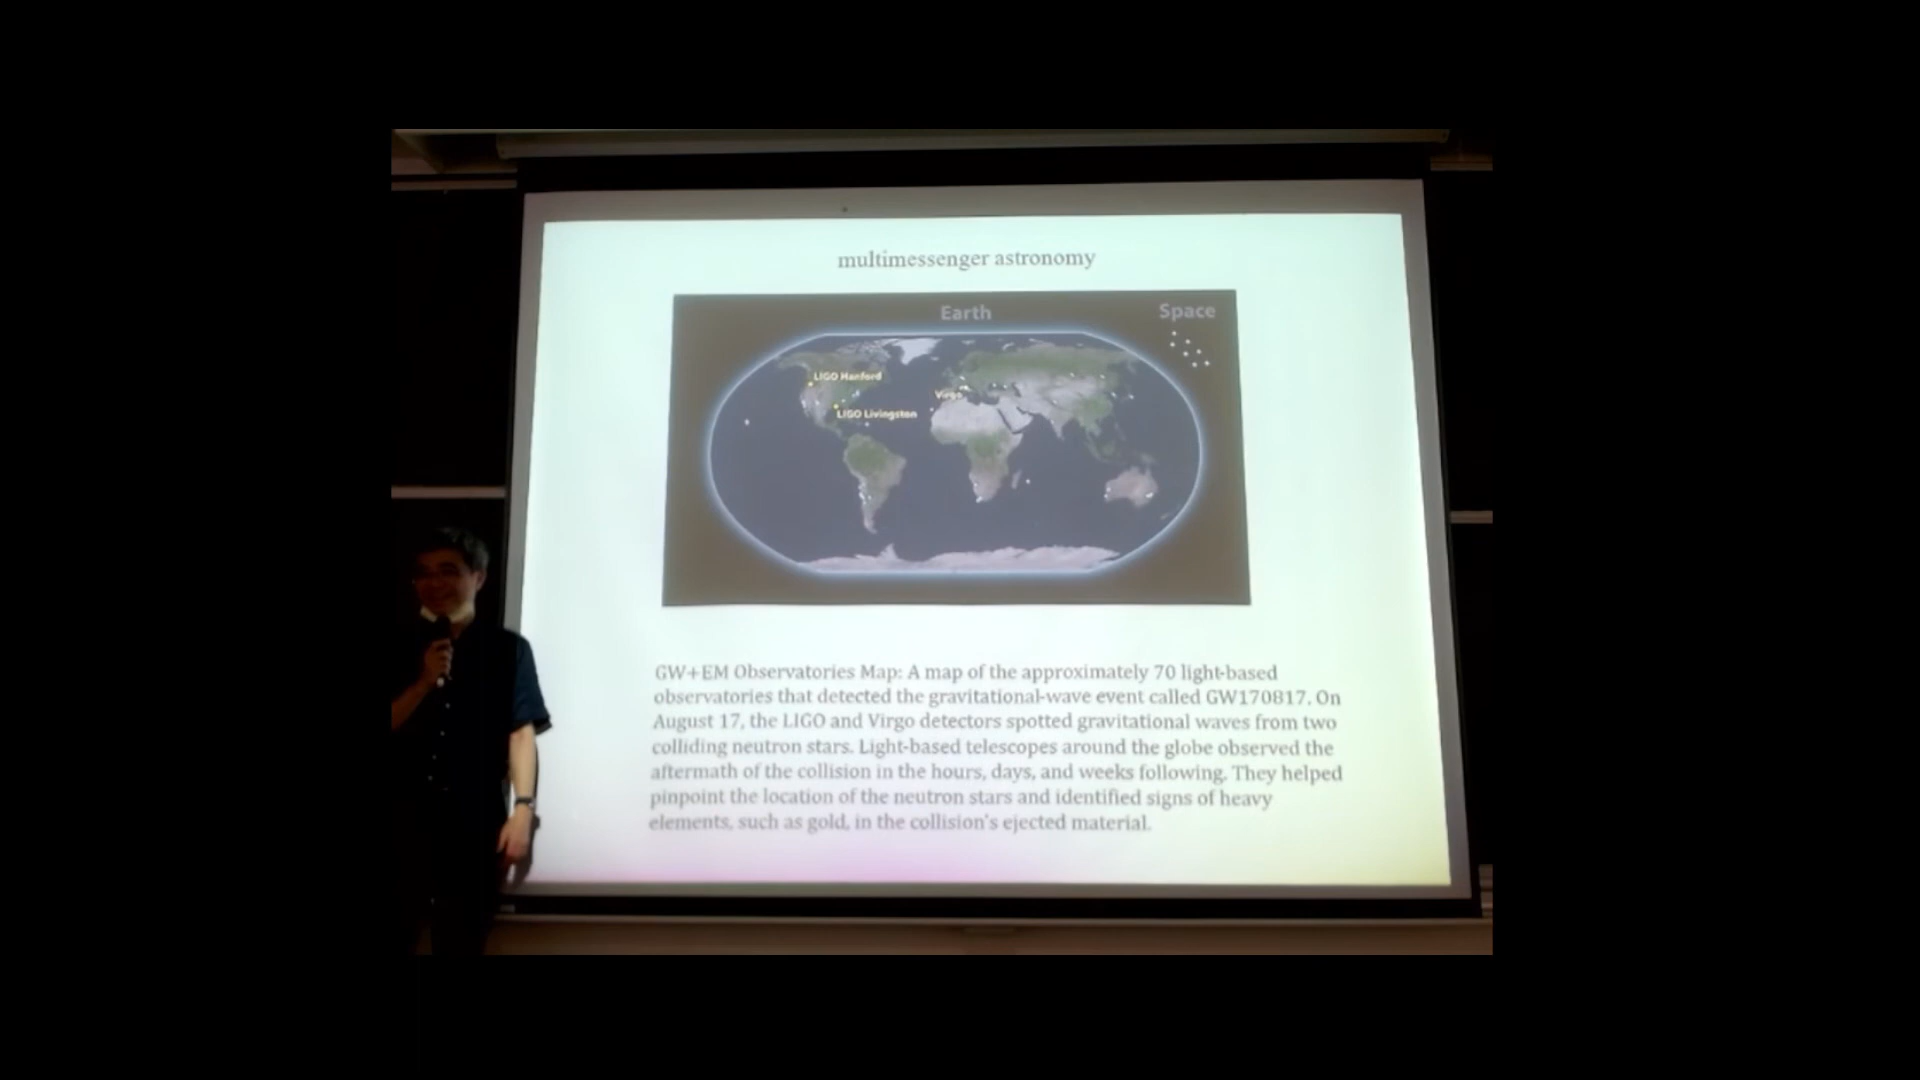 multimessenger astronomy
Earth
Space
LIGO Hanford
Virgo
LIGO Livingston
GW+EM Observatories Map: A map of the approximately 70 light-based
observatories that detected the gravitational-wave event called GW170817. On
August 17, the LIGO and Virgo detectors spotted gravitational waves from two
colliding neutron stars. Light-based telescopes around the globe observed the
aftermath of the collision in the hours, days, and weeks following. They helped
pinpoint the location of the neutron stars and identified signs of heavy
elements, such as gold, in the collision's ejected material.